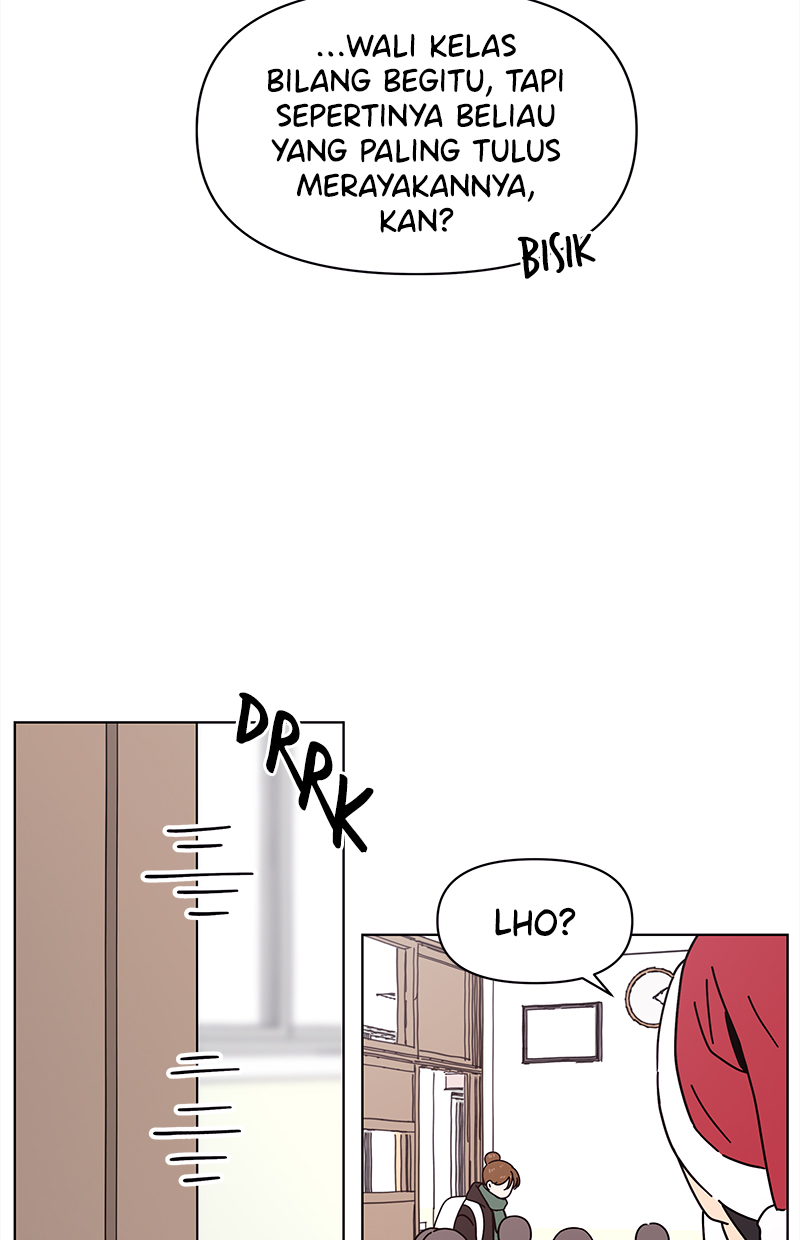 ...WALI KELAS
BILANG BEGITU, TAPI
SEPERTINYA BELIAU
YANG PALING TULUS
MERAYAKANNYA,
KAN?
BISIK
DRRK
LHO?